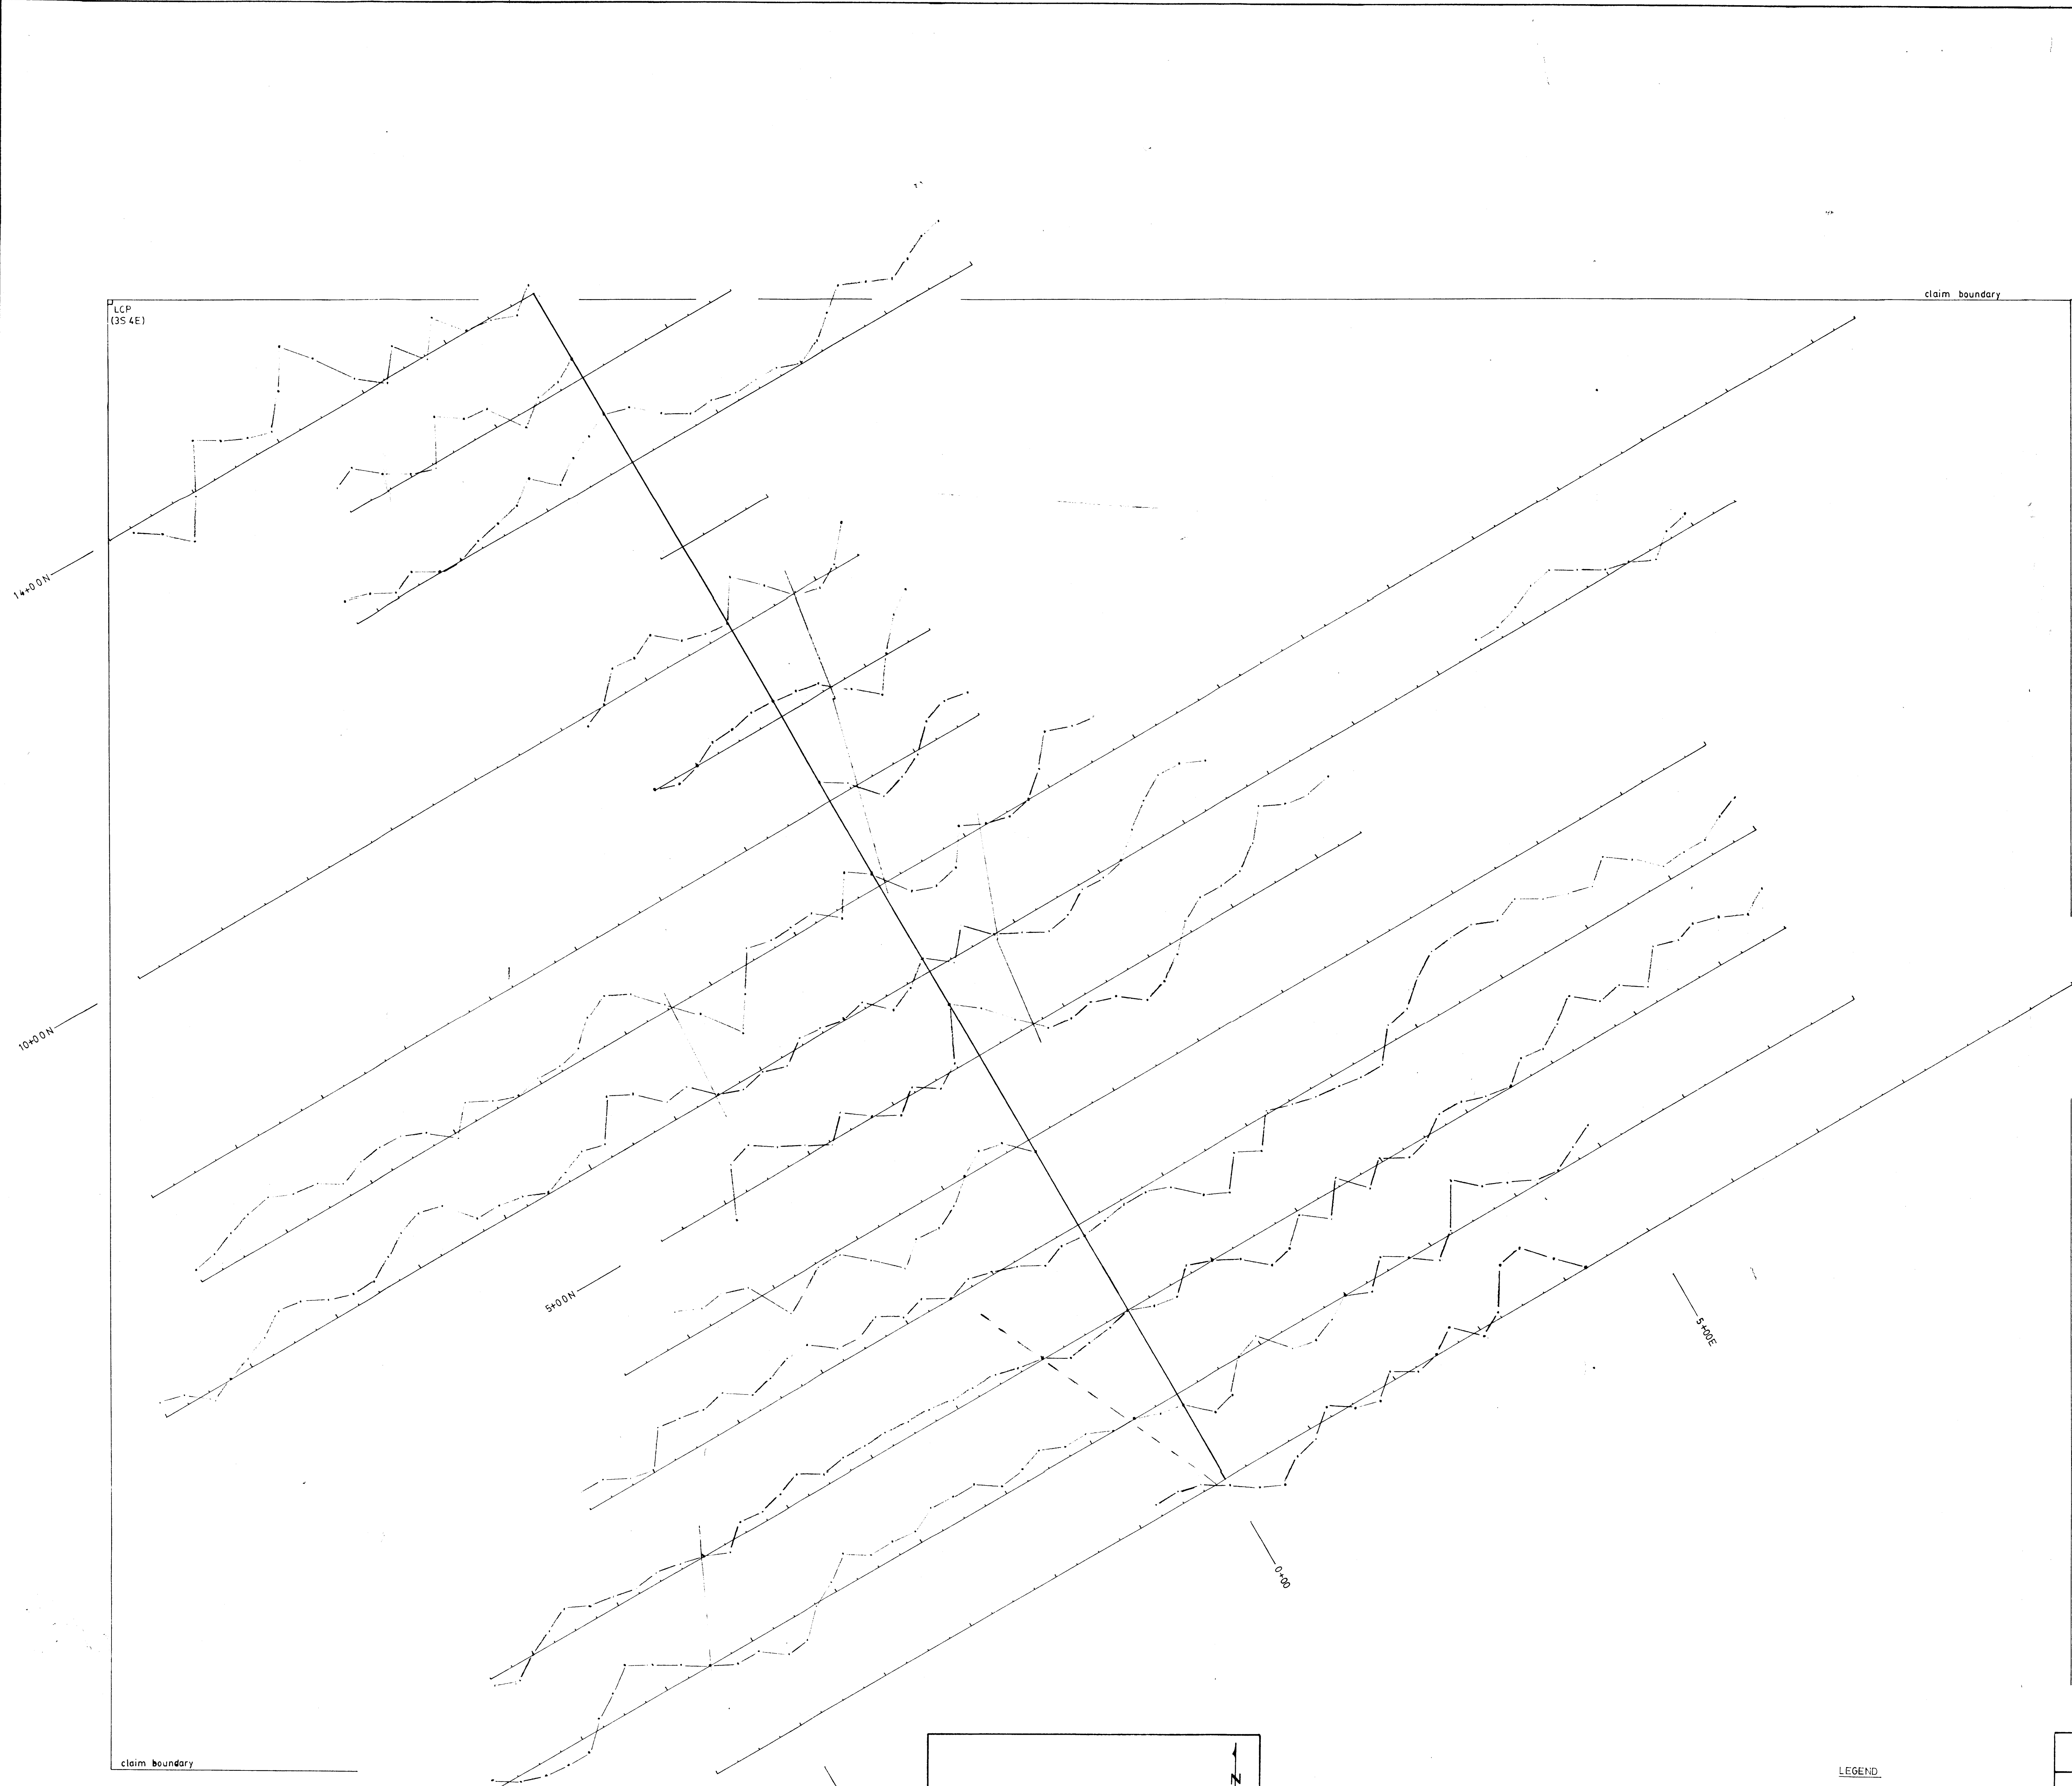 LCP
(3S 4E)
claim boundary
14+00N
10+00N
5+00N
5+00E
0+00
claim boundary
N
LEGEND